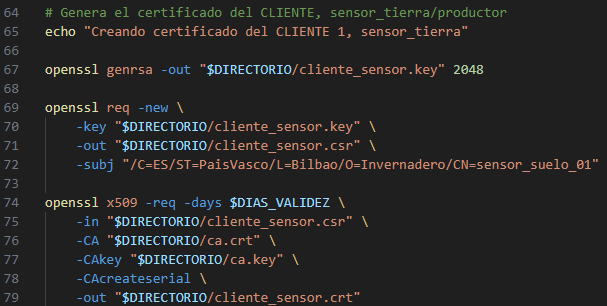 64 # Genera el certificado del CLIENTE, sensor_tierra/productor
65 echo "Creando certificado del CLIENTE 1, sensor_tierra"
66
67 openssl genrsa -out "$DIRECTORIO/cliente_sensor.key" 2048
68
69 openssl req -new \
70     -key "$DIRECTORIO/cliente_sensor.key" \
71     -out "$DIRECTORIO/cliente_sensor.csr" \
72     -subj "/C=ES/ST=PaisVasco/L=Bilbao/O=Invernadero/CN=sensor_suelo_01"
73
74 openssl x509 -req -days $DIAS_VALIDEZ \
75     -in "$DIRECTORIO/cliente_sensor.csr" \
76     -CA "$DIRECTORIO/ca.crt" \
77     -CAkey "$DIRECTORIO/ca.key" \
78     -CAcreateserial \
79     -out "$DIRECTORIO/cliente_sensor.crt"